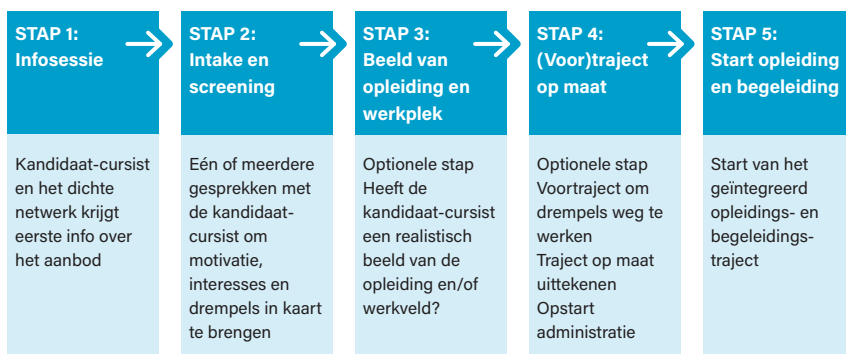 STAP 1:
Infosessie
Kandidaat-cursist
en het dichte
netwerk krijgt
eerste info over
het aanbod
STAP 2:
Intake en
screening
Eén of meerdere
gesprekken met
de kandidaat-
cursist om
motivatie,
interesses en
drempels in kaart
te brengen
STAP 3:
Beeld van
opleiding en
werkplek
Optionele stap
Heeft de
kandidaat-cursist
een realistisch
beeld van de
opleiding en/of
werkveld?
STAP 4:
(Voor)traject
op maat
Optionele stap
Voortraject om
drempels weg te
werken
Traject op maat
uittekenen
Opstart
administratie
STAP 5:
Start opleiding
en begeleiding
Start van het
geïntegreerd
opleidings- en
begeleidings-
traject